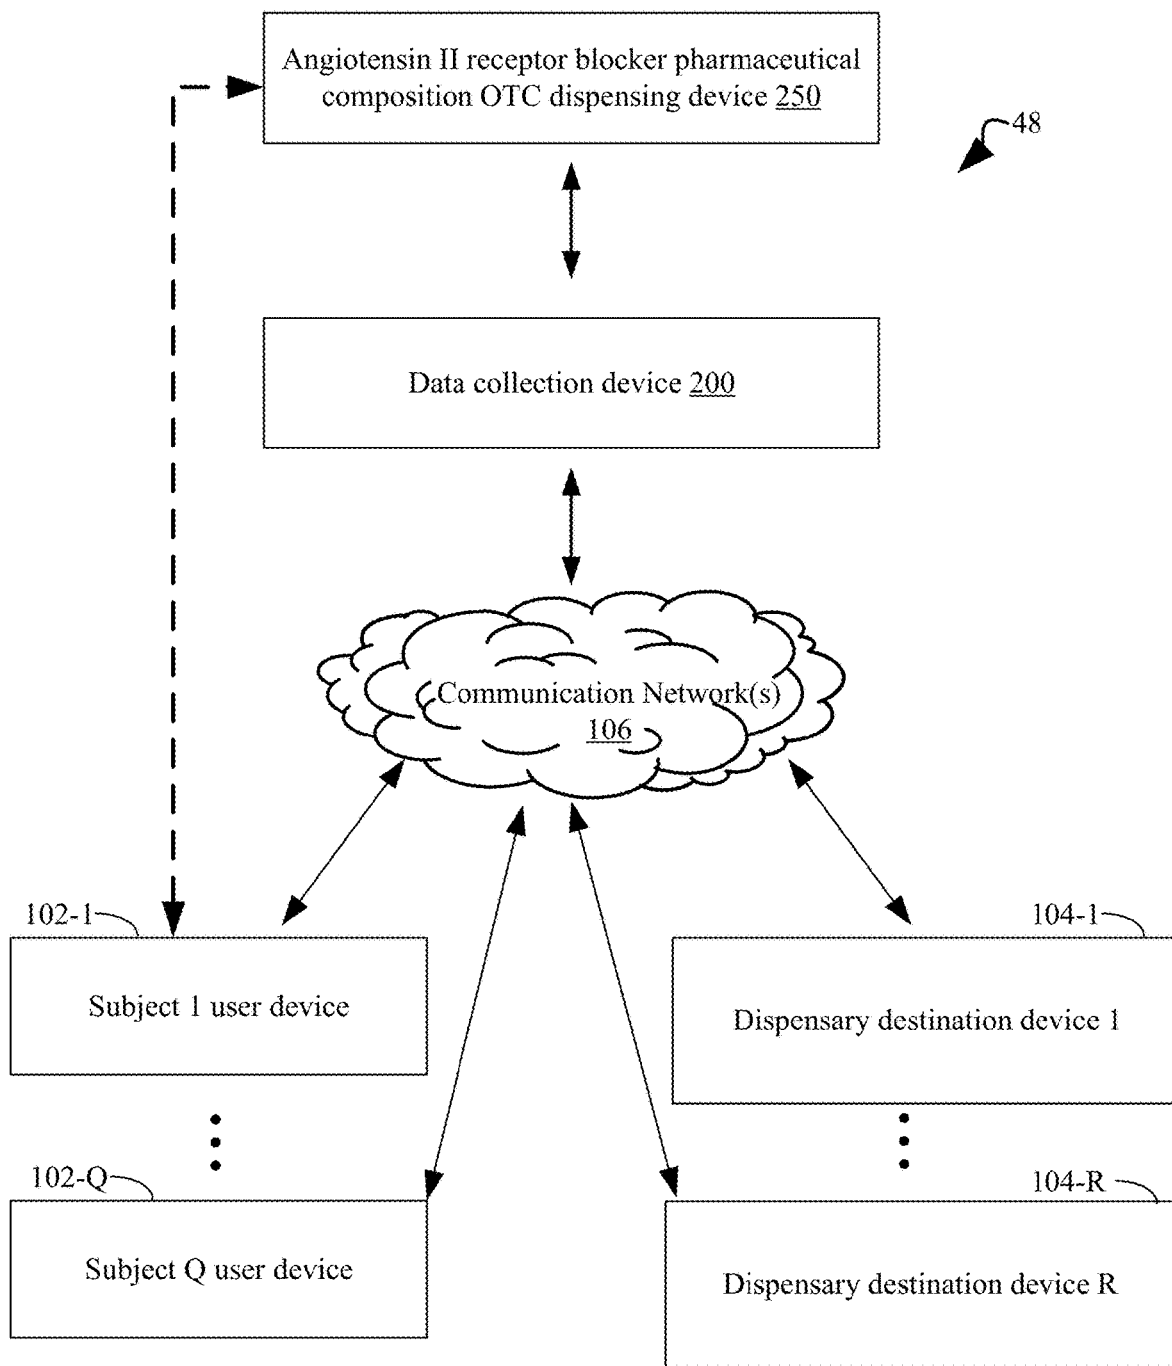 Angiotensin II receptor blocker pharmaceutical
composition OTC dispensing device 250
48
Data collection device 200
Communication Network(s)
106
102-1
Subject 1 user device
104-1
Dispensary destination device 1
102-Q
Subject Q user device
104-R
Dispensary destination device R